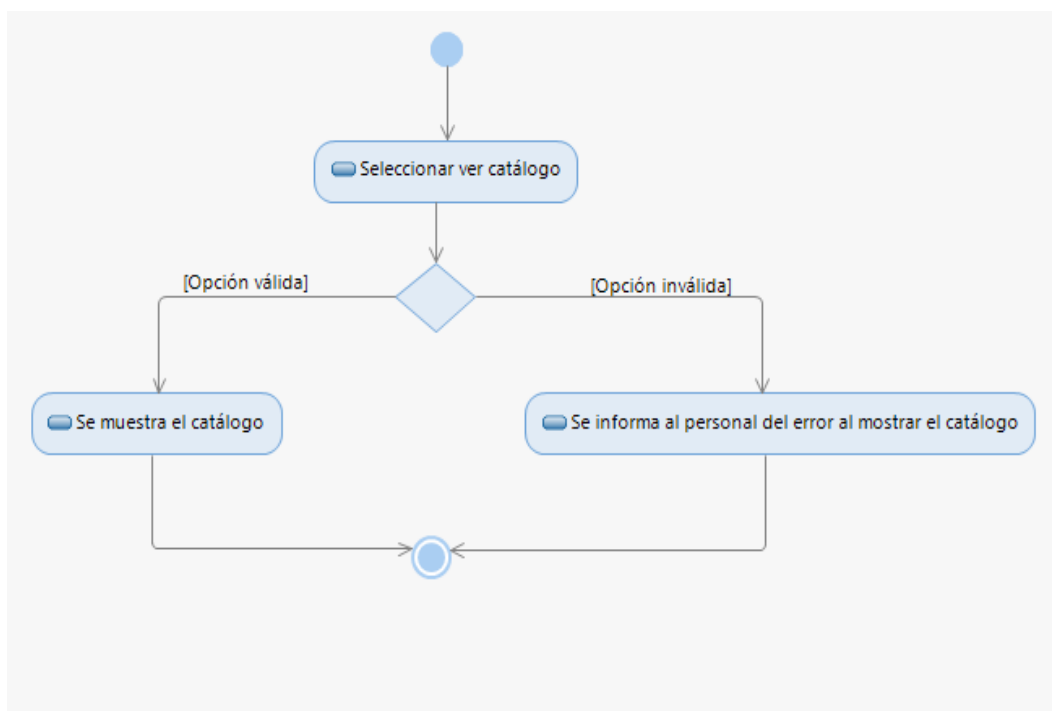 Seleccionar ver catálogo
[Opción válida]
[Opción inválida]
Se muestra el catálogo
Se informa al personal del error al mostrar el catálogo